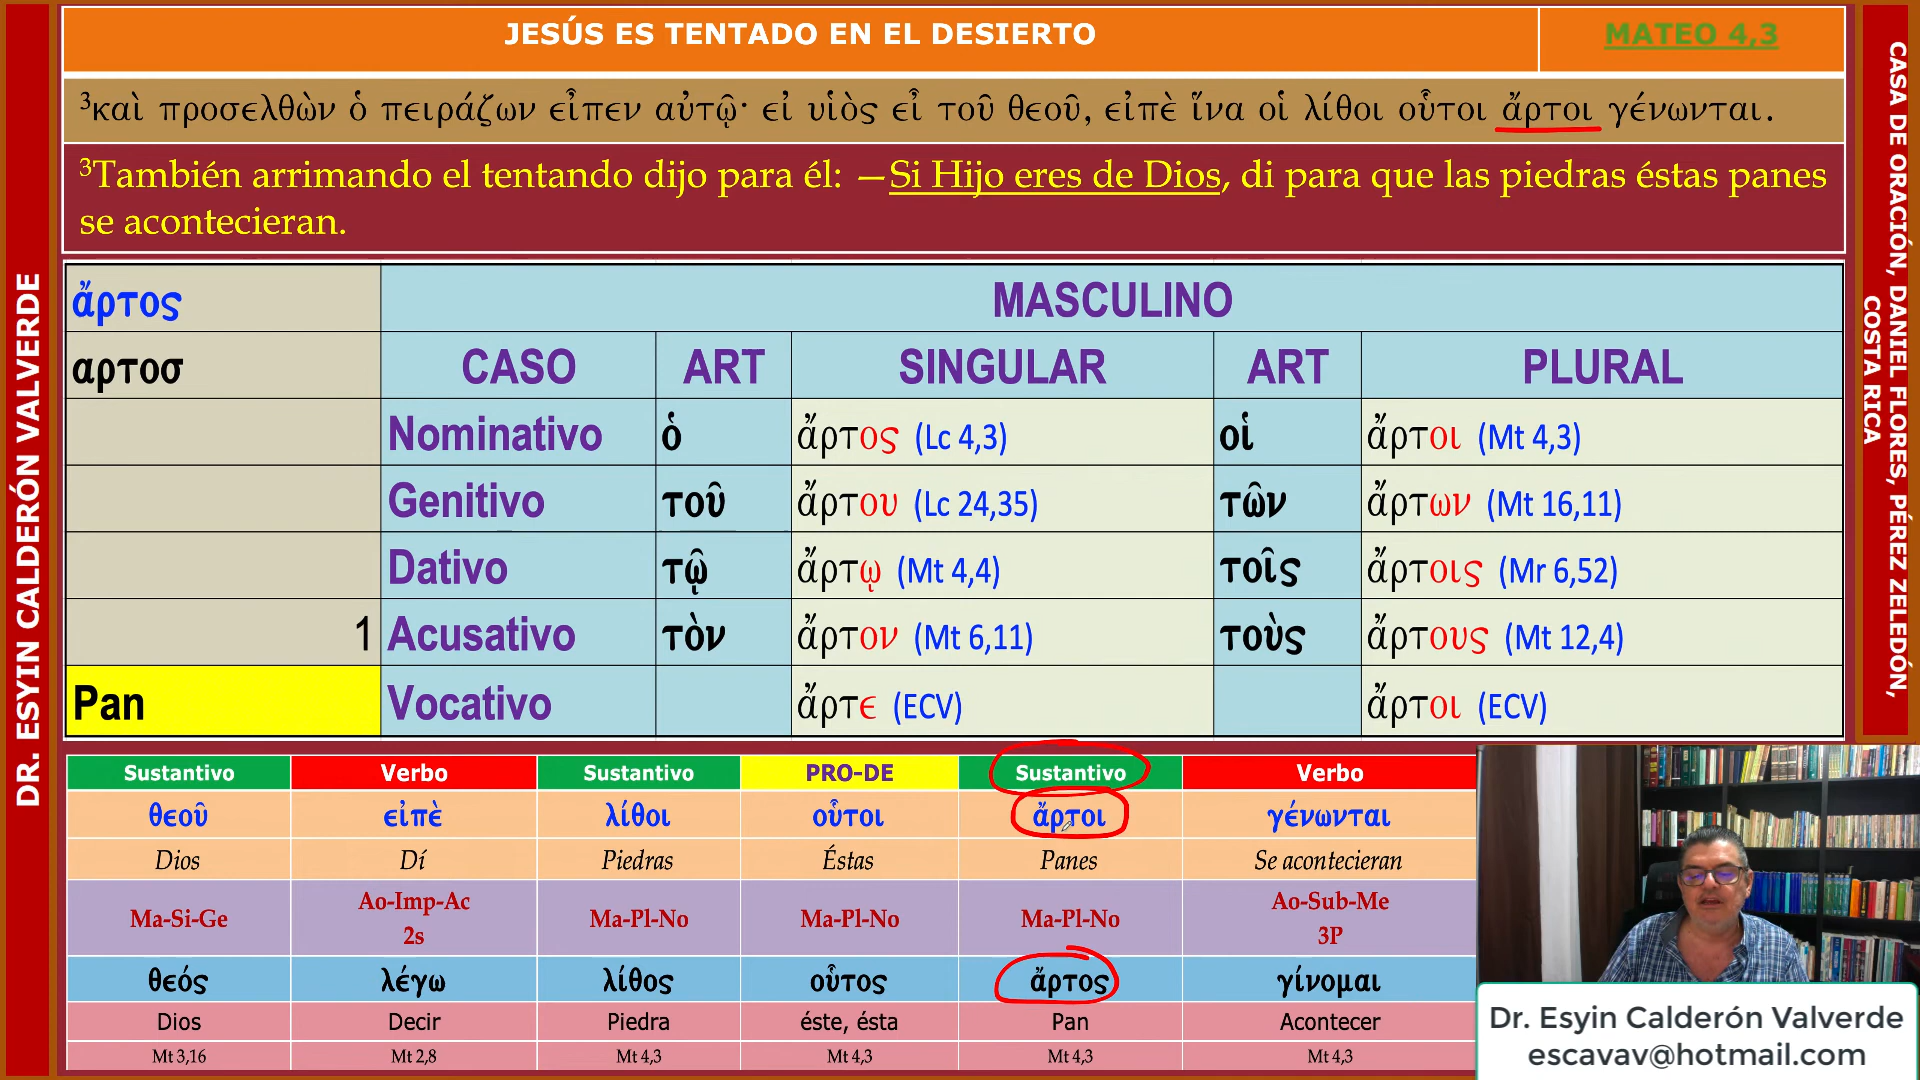 JESÚS ES TENTADO EN EL DESIERTO
MATEO 4,3
³καὶ προσελθὼν ὁ πειράζων εἶπεν αὐτῷ· εἰ υἱὸς εἶ τοῦ θεοῦ, εἰπὲ ἵνα οἱ λίθοι οὗτοι ἄρτοι γένωνται.
³También arrimando el tentando dijo para él: —Si Hijo eres de Dios, di para que las piedras éstas panes
se acontecieran.
ἄρτος MASCULINO
αρτοσ CASO ART SINGULAR ART PLURAL
Nominativo ὁ ἄρτος (Lc 4,3) οἱ ἄρτοι (Mt 4,3)
Genitivo τοῦ ἄρτου (Lc 24,35) τῶν ἄρτων (Mt 16,11)
Dativo τῷ ἄρτῳ (Mt 4,4) τοῖς ἄρτοις (Mr 6,52)
1 Acusativo τὸν ἄρτον (Mt 6,11) τοὺς ἄρτους (Mt 12,4)
Pan Vocativo ἄρτε (ECV) ἄρτοι (ECV)
Sustantivo Verbo Sustantivo PRO-DE Sustantivo Verbo
θεοῦ εἰπὲ λίθοι οὗτοι ἄρτοι γένωνται
Dios Dí Piedras Éstas Panes Se acontecieran
Ma-Si-Ge Ao-Imp-Ac 2s Ma-Pl-No Ma-Pl-No Ma-Pl-No Ao-Sub-Me 3P
θεός λέγω λίθος οὗτος ἄρτος γίνομαι
Dios Decir Piedra éste, ésta Pan Acontecer
Mt 3,16 Mt 2,8 Mt 4,3 Mt 4,3 Mt 4,3 Mt 4,3
DR. ESYIN CALDERÓN VALVERDE
CASA DE ORACIÓN, DANIEL FLORES, PÉREZ ZELEDÓN,
COSTA RICA
Dr. Esyin Calderón Valverde
escavav@hotmail.com